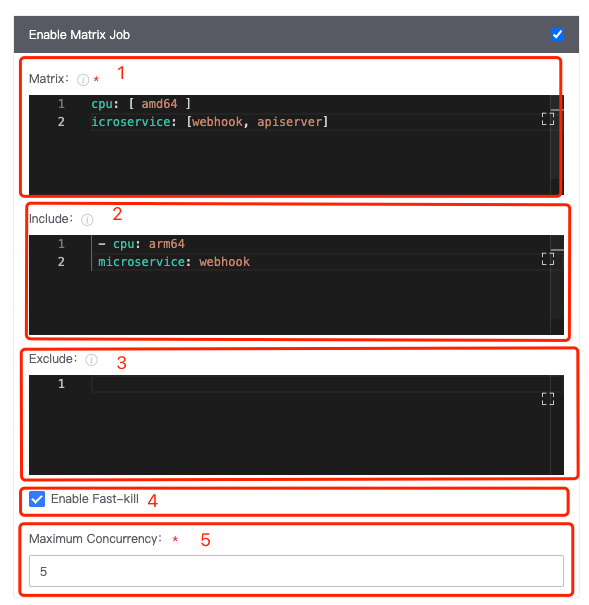 Enable Matrix Job
Matrix: i * 1
1 cpu: [ amd64 ]
2 icroservice: [webhook, apiserver]
Include: i 2
1 - cpu: arm64
2 microservice: webhook
Exclude: i 3
1
Enable Fast-kill 4
Maximum Concurrency: * 5
5